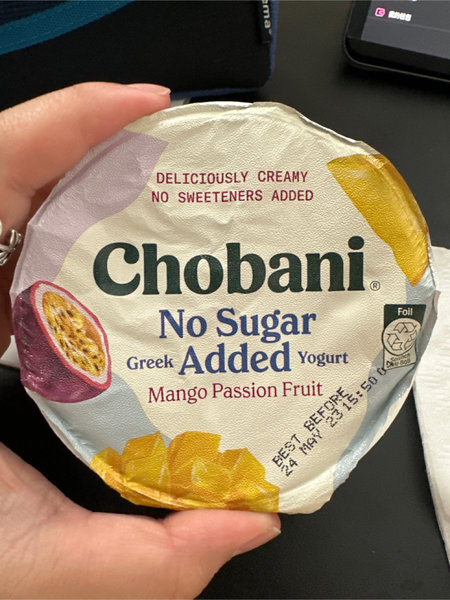 DELICIOUSLY CREAMY
NO SWEETENERS ADDED
Chobani®
No Sugar
Greek Added Yogurt
Mango Passion Fruit
Foil
BEST BEFORE
24 MAY 23 15:50